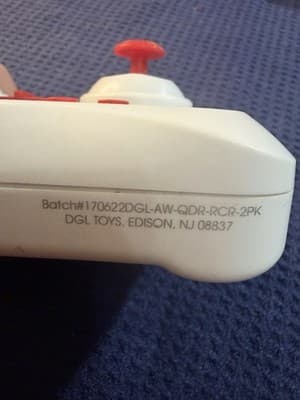 Batch#170622DGL-AW-QDR-RCR-2PK
DGL TOYS, EDISON, NJ 08837